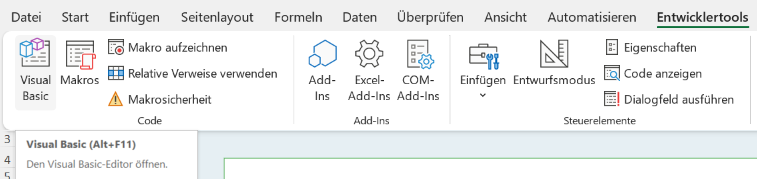 Datei Start Einfügen Seitenlayout Formeln Daten Überprüfen Ansicht Automatisieren Entwicklertools
Visual Basic
Makros
Makro aufzeichnen
Relative Verweise verwenden
Makrosicherheit
Code
Add-Ins
Excel-Add-Ins
COM-Add-Ins
Add-Ins
Einfügen
Entwurfsmodus
Eigenschaften
Code anzeigen
Dialogfeld ausführen
Steuerelemente
3
Visual Basic (Alt+F11)
4
Den Visual Basic-Editor öffnen.
5